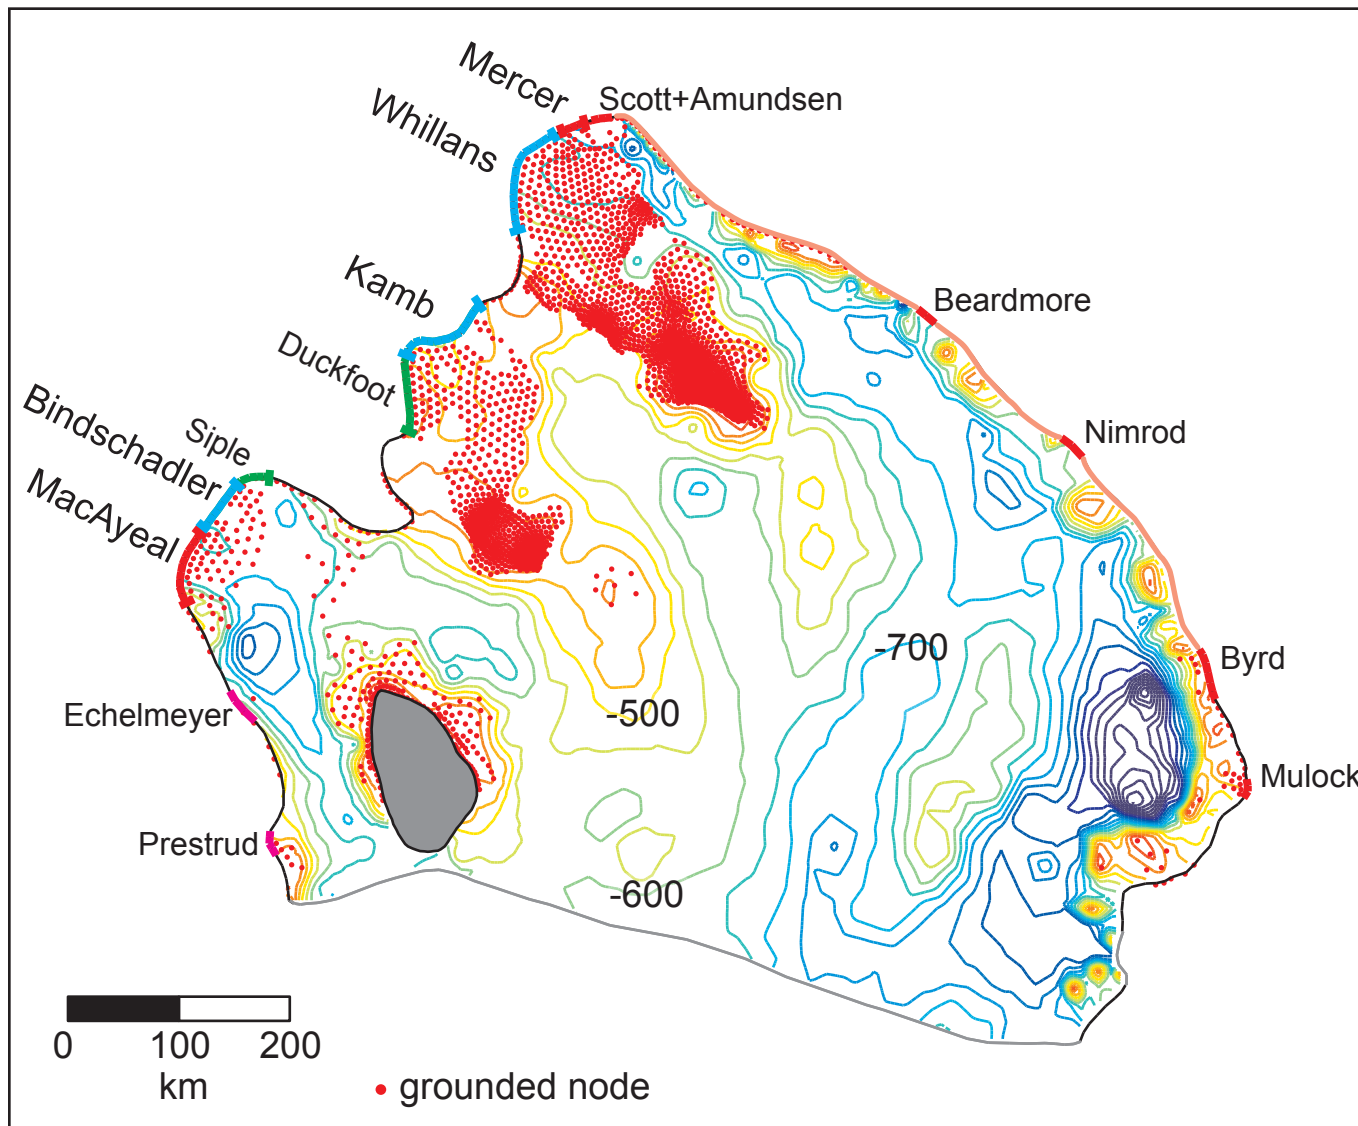 Mercer
Scott+Amundsen
Whillans
Kamb
Beardmore
Duckfoot
Bindschadler
Siple
Nimrod
MacAyeal
-700
Byrd
Echelmeyer
-500
Mulock
Prestrud
-600
0 100 200
km
grounded node